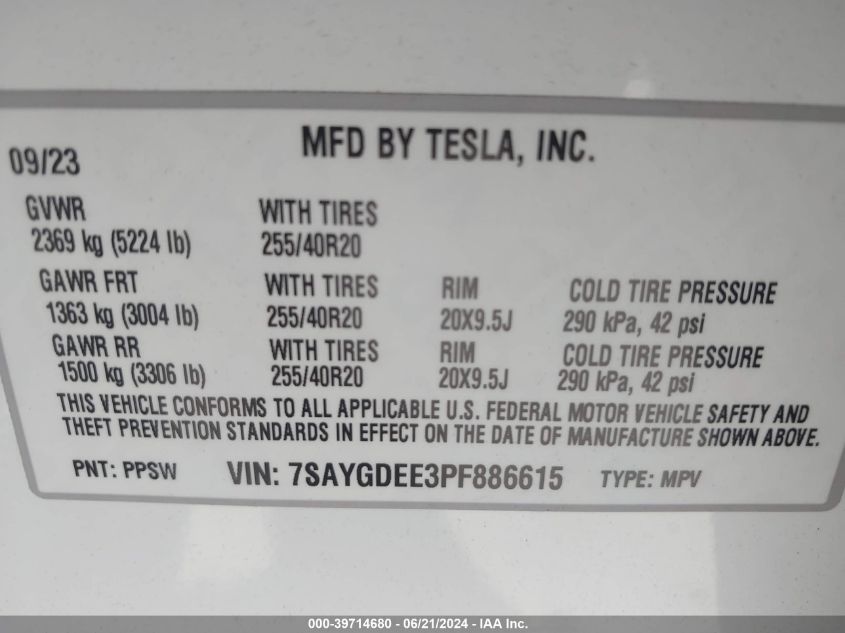 MFD BY TESLA, INC.
09/23
GVWR WITH TIRES
2369 kg (5224 lb) 255/40R20
GAWR FRT WITH TIRES RIM COLD TIRE PRESSURE
1363 kg (3004 lb) 255/40R20 20X9.5J 290 kPa, 42 psi
GAWR RR WITH TIRES RIM COLD TIRE PRESSURE
1500 kg (3306 lb) 255/40R20 20X9.5J 290 kPa, 42 psi
THIS VEHICLE CONFORMS TO ALL APPLICABLE U.S. FEDERAL MOTOR VEHICLE SAFETY AND
THEFT PREVENTION STANDARDS IN EFFECT ON THE DATE OF MANUFACTURE SHOWN ABOVE.
PNT: PPSW VIN: 7SAYGDEE3PF886615 TYPE: MPV
000-39714680 - 06/21/2024 - IAA Inc.